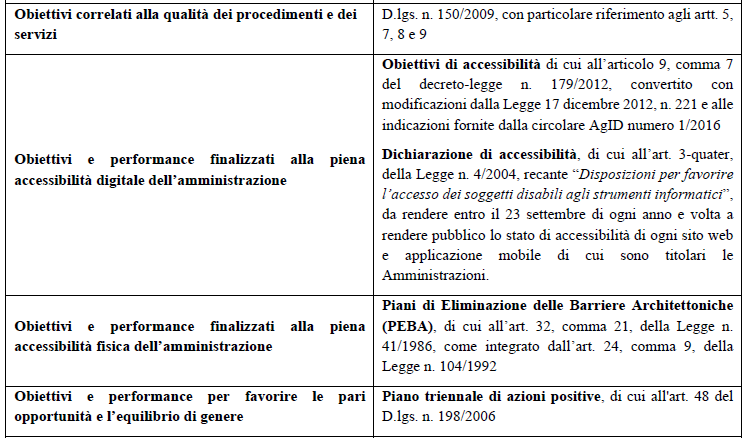 Obiettivi correlati alla qualità dei procedimenti e dei
servizi
D.lgs. n. 150/2009, con particolare riferimento agli artt. 5,
7, 8 e 9
Obiettivi e performance finalizzati alla piena
accessibilità digitale dell’amministrazione
Obiettivi di accessibilità di cui all’articolo 9, comma 7
del decreto-legge n. 179/2012, convertito con
modificazioni dalla Legge 17 dicembre 2012, n. 221 e alle
indicazioni fornite dalla circolare AgID numero 1/2016
Dichiarazione di accessibilità, di cui all’art. 3-quater,
della Legge n. 4/2004, recante “Disposizioni per favorire
l’accesso dei soggetti disabili agli strumenti informatici”,
da rendere entro il 23 settembre di ogni anno e volta a
rendere pubblico lo stato di accessibilità di ogni sito web
e applicazione mobile di cui sono titolari le
Amministrazioni.
Obiettivi e performance finalizzati alla piena
accessibilità fisica dell’amministrazione
Piani di Eliminazione delle Barriere Architettoniche
(PEBA), di cui all’art. 32, comma 21, della Legge n.
41/1986, come integrato dall’art. 24, comma 9, della
Legge n. 104/1992
Obiettivi e performance per favorire le pari
opportunità e l’equilibrio di genere
Piano triennale di azioni positive, di cui all'art. 48 del
D.lgs. n. 198/2006